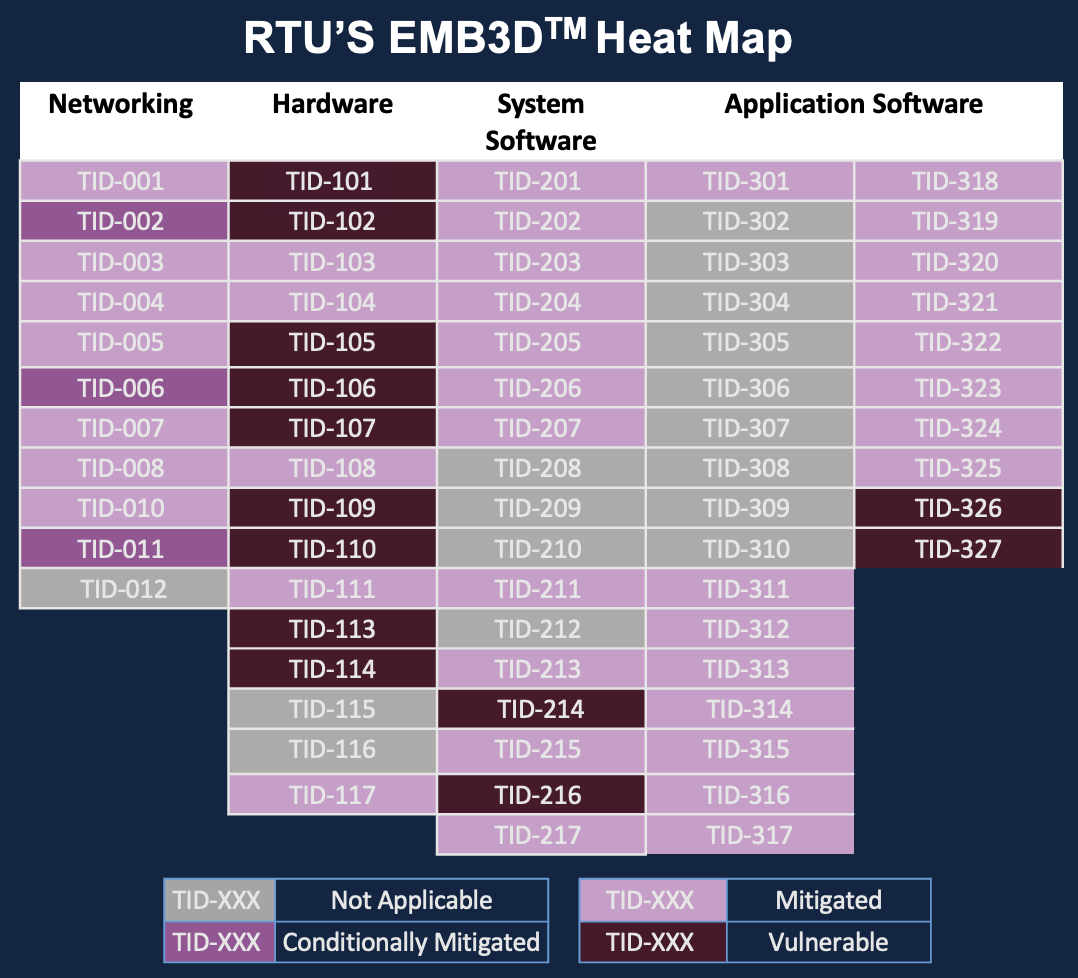 RTU’S EMB3D™ Heat Map
Networking Hardware System Software Application Software
TID-001 TID-101 TID-201 TID-301 TID-318
TID-002 TID-102 TID-202 TID-302 TID-319
TID-003 TID-103 TID-203 TID-303 TID-320
TID-004 TID-104 TID-204 TID-304 TID-321
TID-005 TID-105 TID-205 TID-305 TID-322
TID-006 TID-106 TID-206 TID-306 TID-323
TID-007 TID-107 TID-207 TID-307 TID-324
TID-008 TID-108 TID-208 TID-308 TID-325
TID-010 TID-109 TID-209 TID-309 TID-326
TID-011 TID-110 TID-210 TID-310 TID-327
TID-012 TID-111 TID-211 TID-311
TID-113 TID-212 TID-312
TID-114 TID-213 TID-313
TID-115 TID-214 TID-314
TID-116 TID-215 TID-315
TID-117 TID-216 TID-316
TID-217 TID-317
TID-XXX Not Applicable TID-XXX Mitigated
TID-XXX Conditionally Mitigated TID-XXX Vulnerable